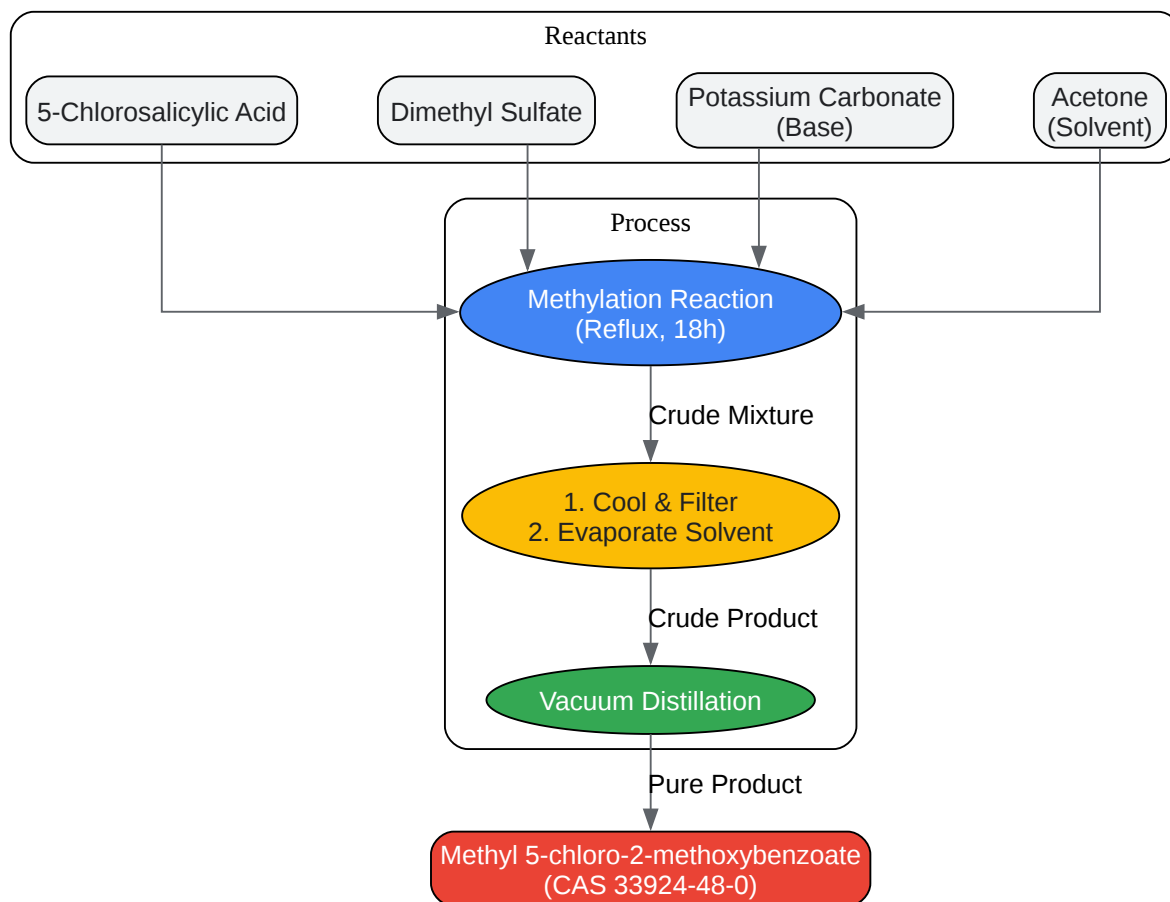 Reactants
5-Chlorosalicylic Acid
Dimethyl Sulfate
Potassium Carbonate
(Base)
Acetone
(Solvent)
Process
Methylation Reaction
(Reflux, 18h)
Crude Mixture
1. Cool & Filter
2. Evaporate Solvent
Crude Product
Vacuum Distillation
Pure Product
Methyl 5-chloro-2-methoxybenzoate
(CAS 33924-48-0)